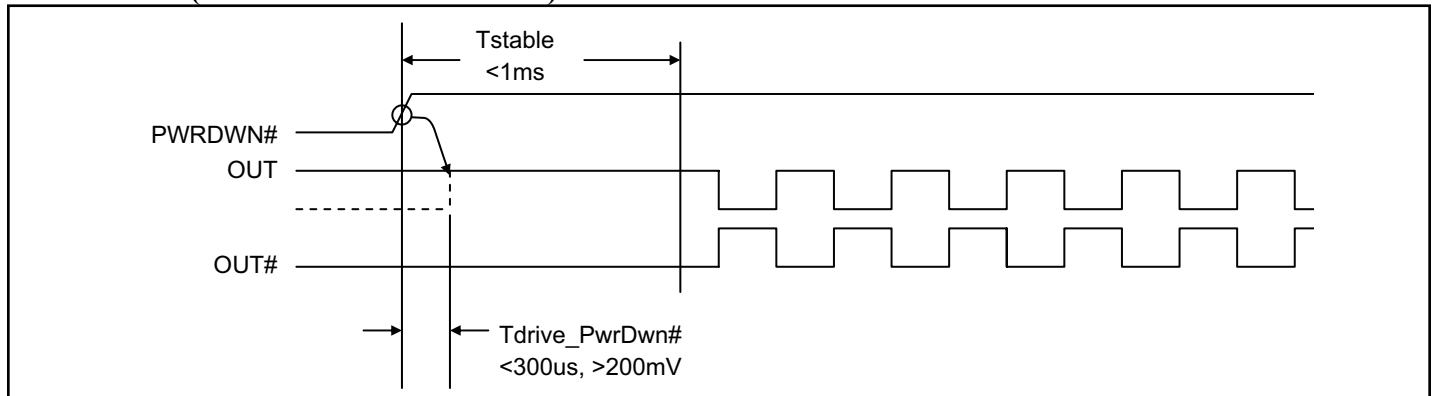 Tstable
<1ms
PWRDWN#
OUT
OUT#
Tdrive_PwrDwn#
<300us, >200mV